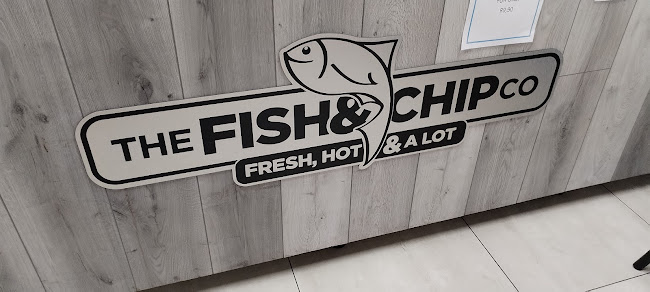 THE FISH & CHIP CO
FRESH, HOT & A LOT